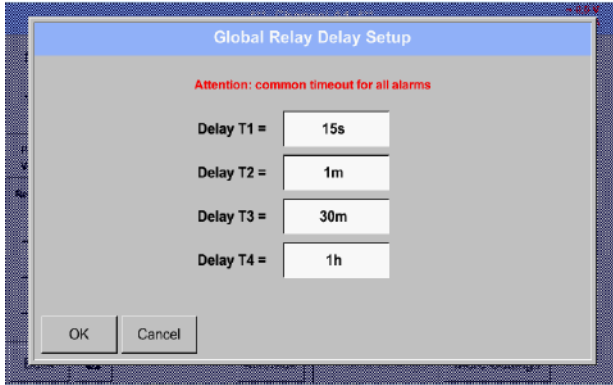 Global Relay Delay Setup
Attention: common timeout for all alarms
Delay T1 = 15s
Delay T2 = 1m
Delay T3 = 30m
Delay T4 = 1h
OK Cancel